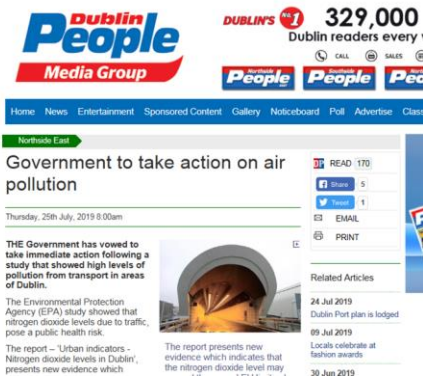 Dublin
People
Media Group
DUBLIN'S No.1 329,000
Dublin readers every
CALL SALES
Northside
People
Southside
People
Home News Entertainment Sponsored Content Gallery Noticeboard Poll Advertise Class
Northside East
Government to take action on air
pollution
Thursday, 25th July, 2019 8:00am
THE Government has vowed to
take immediate action following a
study that showed high levels of
pollution from transport in areas
of Dublin.
The Environmental Protection
Agency (EPA) study showed that
nitrogen dioxide levels due to traffic,
pose a public health risk.
The report – 'Urban indicators -
Nitrogen dioxide levels in Dublin',
presents new evidence which
The report presents new
evidence which indicates that
the nitrogen dioxide level may
READ 170
Share 5
Tweet 1
EMAIL
PRINT
Related Articles
24 Jul 2019
Dublin Port plan is lodged
09 Jul 2019
Locals celebrate at
fashion awards
30 Jun 2019